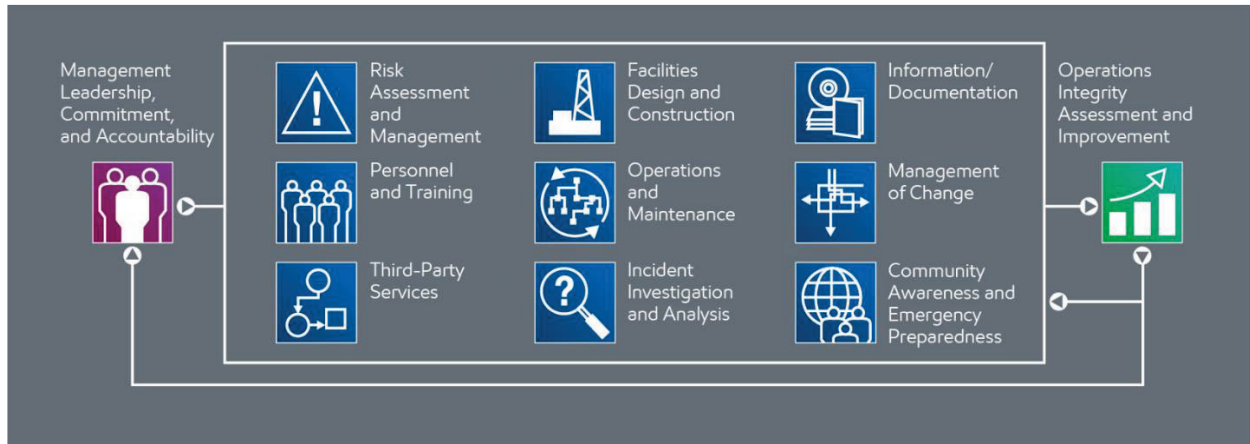 Management
Leadership,
Commitment,
and Accountability
Risk
Assessment
and
Management
Facilities
Design and
Construction
Information/
Documentation
Operations
Integrity
Assessment and
Improvement
Personnel
and Training
Operations
and
Maintenance
Management
of Change
Third-Party
Services
Incident
Investigation
and Analysis
Community
Awareness and
Emergency
Preparedness